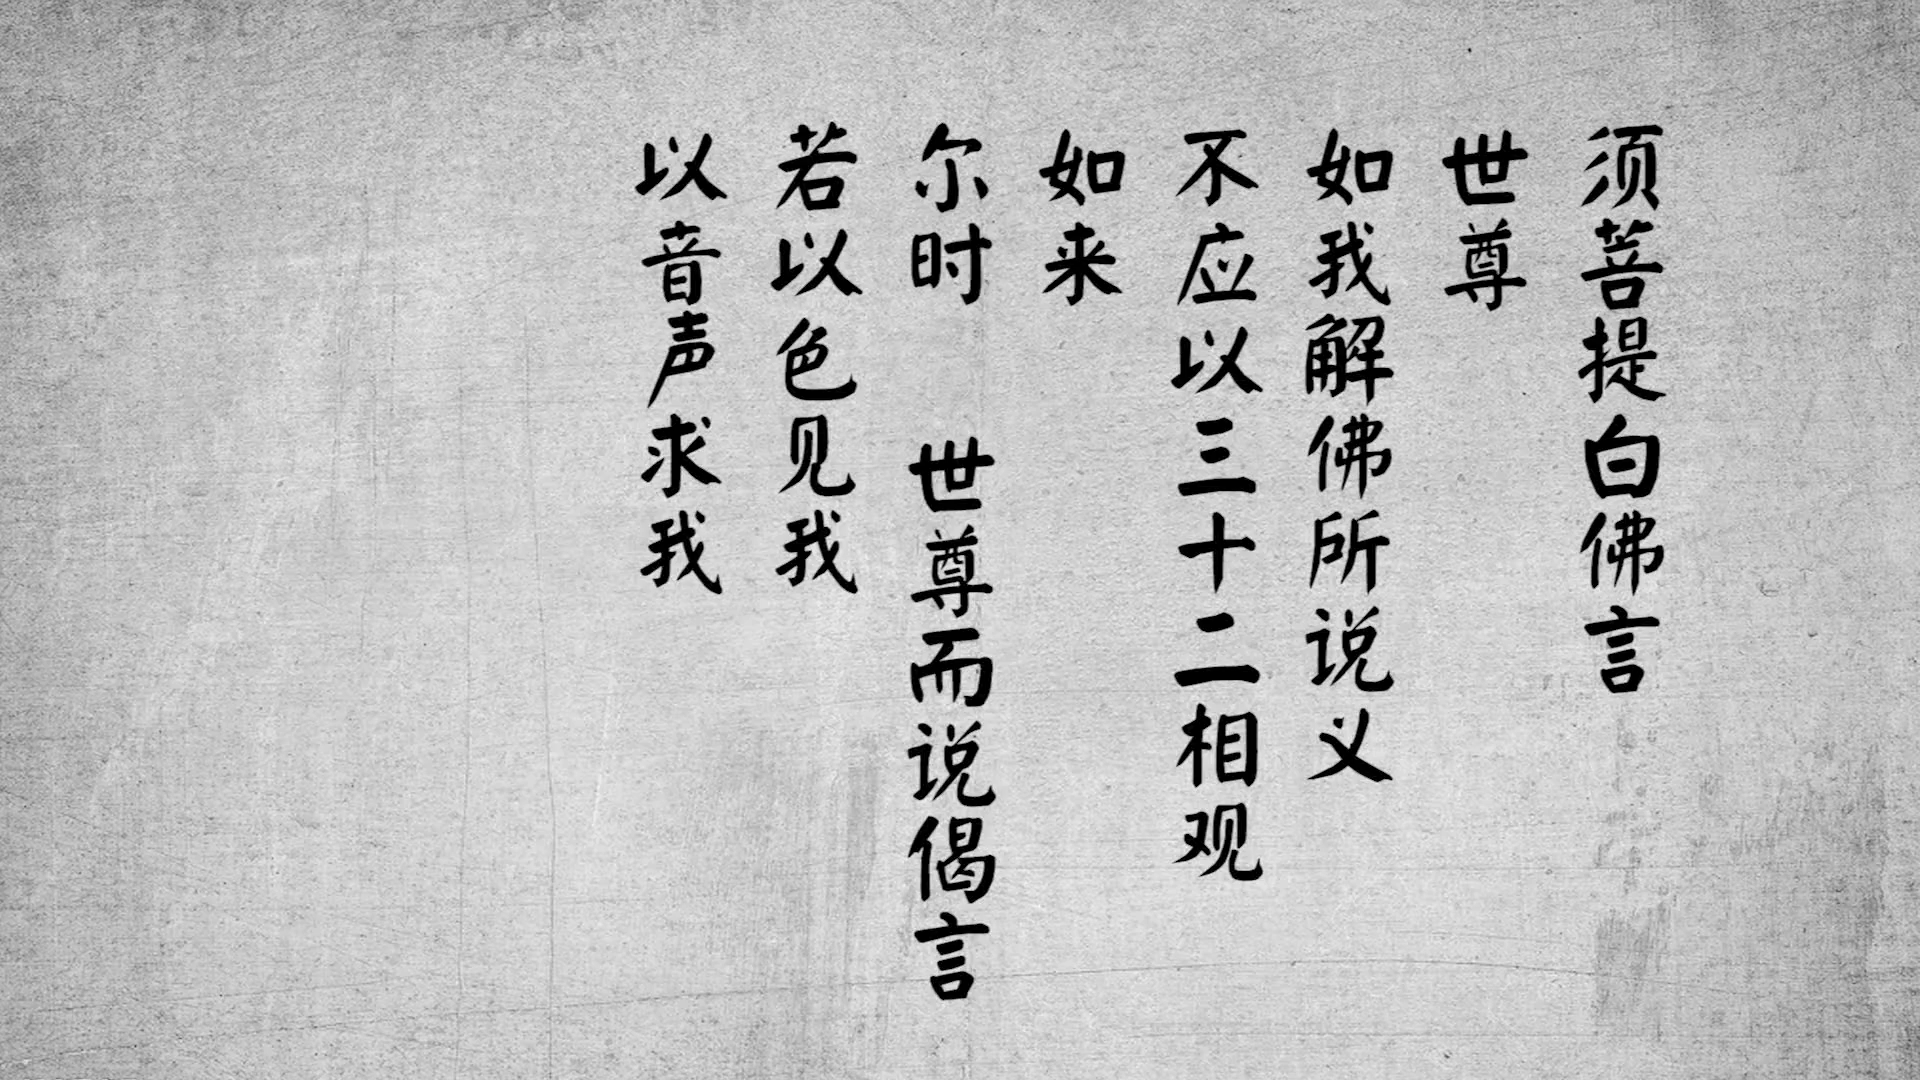 须菩提白佛言
世尊
如我解佛所说义
不应以三十二相观
如来
尔时 世尊而说偈言
若以色见我
以音声求我